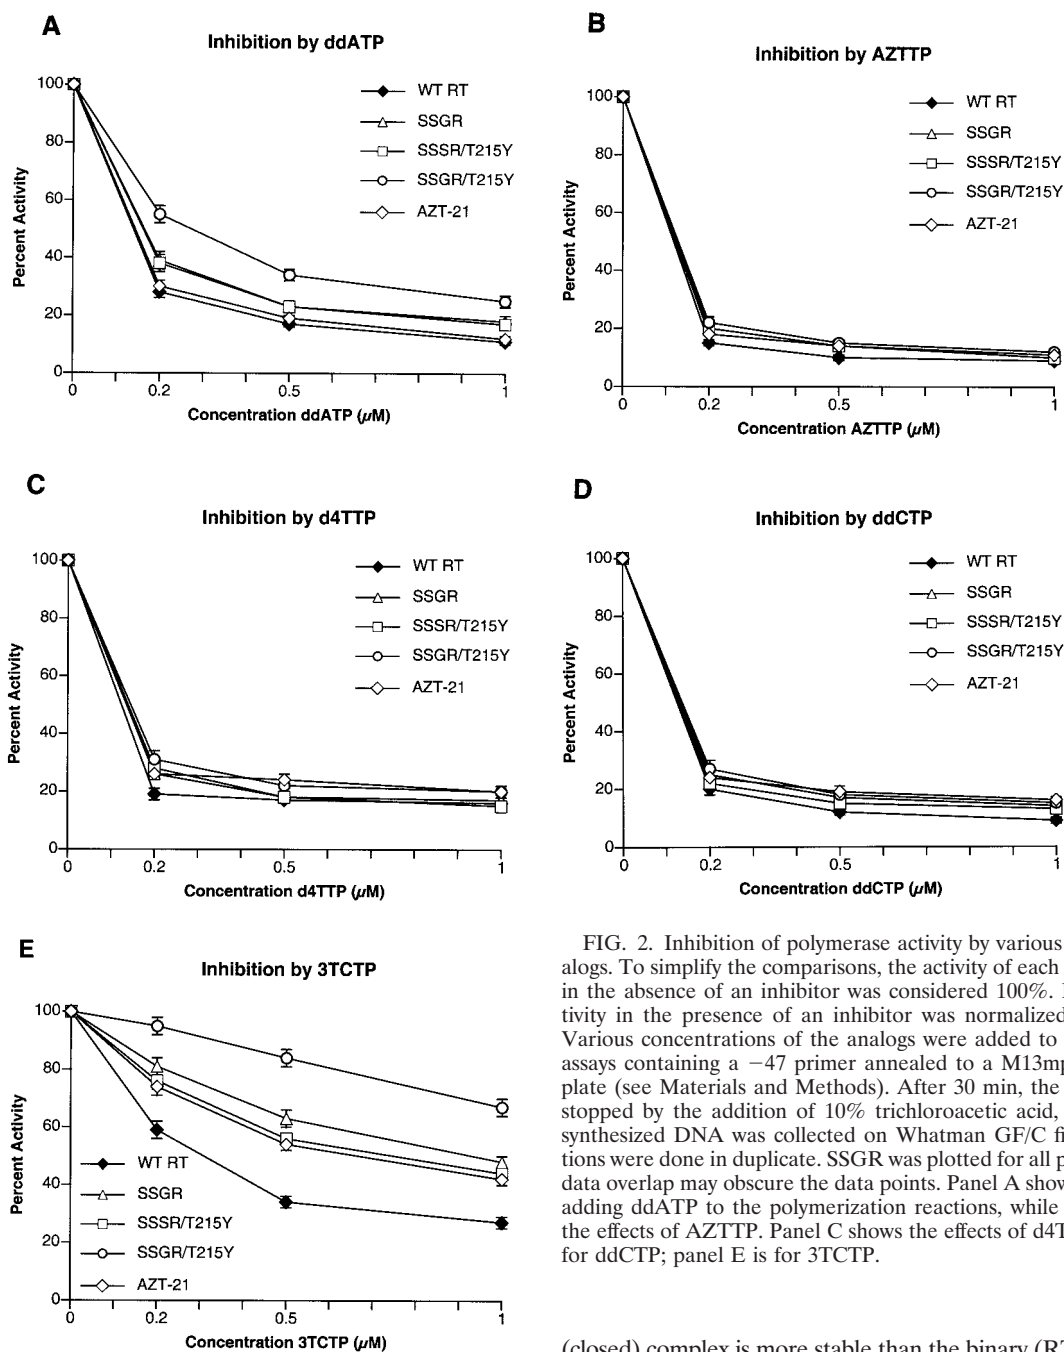 A
Inhibition by ddATP
Percent Activity
100
80
60
40
20
0
WT RT
SSGR
SSSR/T215Y
SSGR/T215Y
AZT-21
0 0.2 0.5 1
Concentration ddATP (μM)
B
Inhibition by AZTTP
Percent Activity
100
80
60
40
20
0
WT RT
SSGR
SSSR/T215Y
SSGR/T215Y
AZT-21
0 0.2 0.5 1
Concentration AZTTP (μM)
C
Inhibition by d4TTP
Percent Activity
100
80
60
40
20
0
WT RT
SSGR
SSSR/T215Y
SSGR/T215Y
AZT-21
0 0.2 0.5 1
Concentration d4TTP (μM)
D
Inhibition by ddCTP
Percent Activity
100
80
60
40
20
0
WT RT
SSGR
SSSR/T215Y
SSGR/T215Y
AZT-21
0 0.2 0.5 1
Concentration ddCTP (μM)
E
Inhibition by 3TCTP
Percent Activity
100
80
60
40
20
0
WT RT
SSGR
SSSR/T215Y
SSGR/T215Y
AZT-21
0 0.2 0.5 1
Concentration 3TCTP (μM)
FIG. 2. Inhibition of polymerase activity by various
alogs. To simplify the comparisons, the activity of each
in the absence of an inhibitor was considered 100%.
tivity in the presence of an inhibitor was normalized
Various concentrations of the analogs were added to
assays containing a −47 primer annealed to a M13mp
plate (see Materials and Methods). After 30 min, the
stopped by the addition of 10% trichloroacetic acid,
synthesized DNA was collected on Whatman GF/C fi
tions were done in duplicate. SSGR was plotted for all p
data overlap may obscure the data points. Panel A show
adding ddATP to the polymerization reactions, while
the effects of AZTTP. Panel C shows the effects of d4T
for ddCTP; panel E is for 3TCTP.
(closed) complex is more stable than the binary (RT